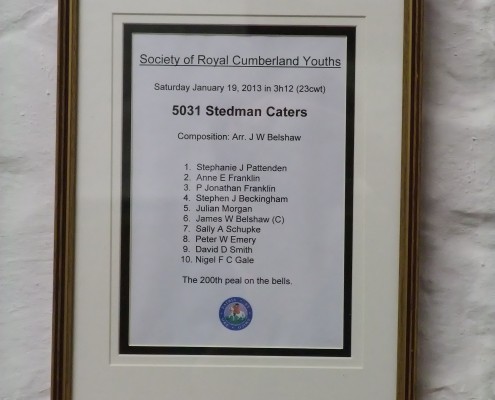 Society of Royal Cumberland Youths
Saturday January 19, 2013 in 3h12 (23cwt)
5031 Stedman Caters
Composition: Arr. J W Belshaw
1. Stephanie J Pattenden
2. Anne E Franklin
3. P Jonathan Franklin
4. Stephen J Beckingham
5. Julian Morgan
6. James W Belshaw (C)
7. Sally A Schupke
8. Peter W Emery
9. David D Smith
10. Nigel F C Gale
The 200th peal on the bells.